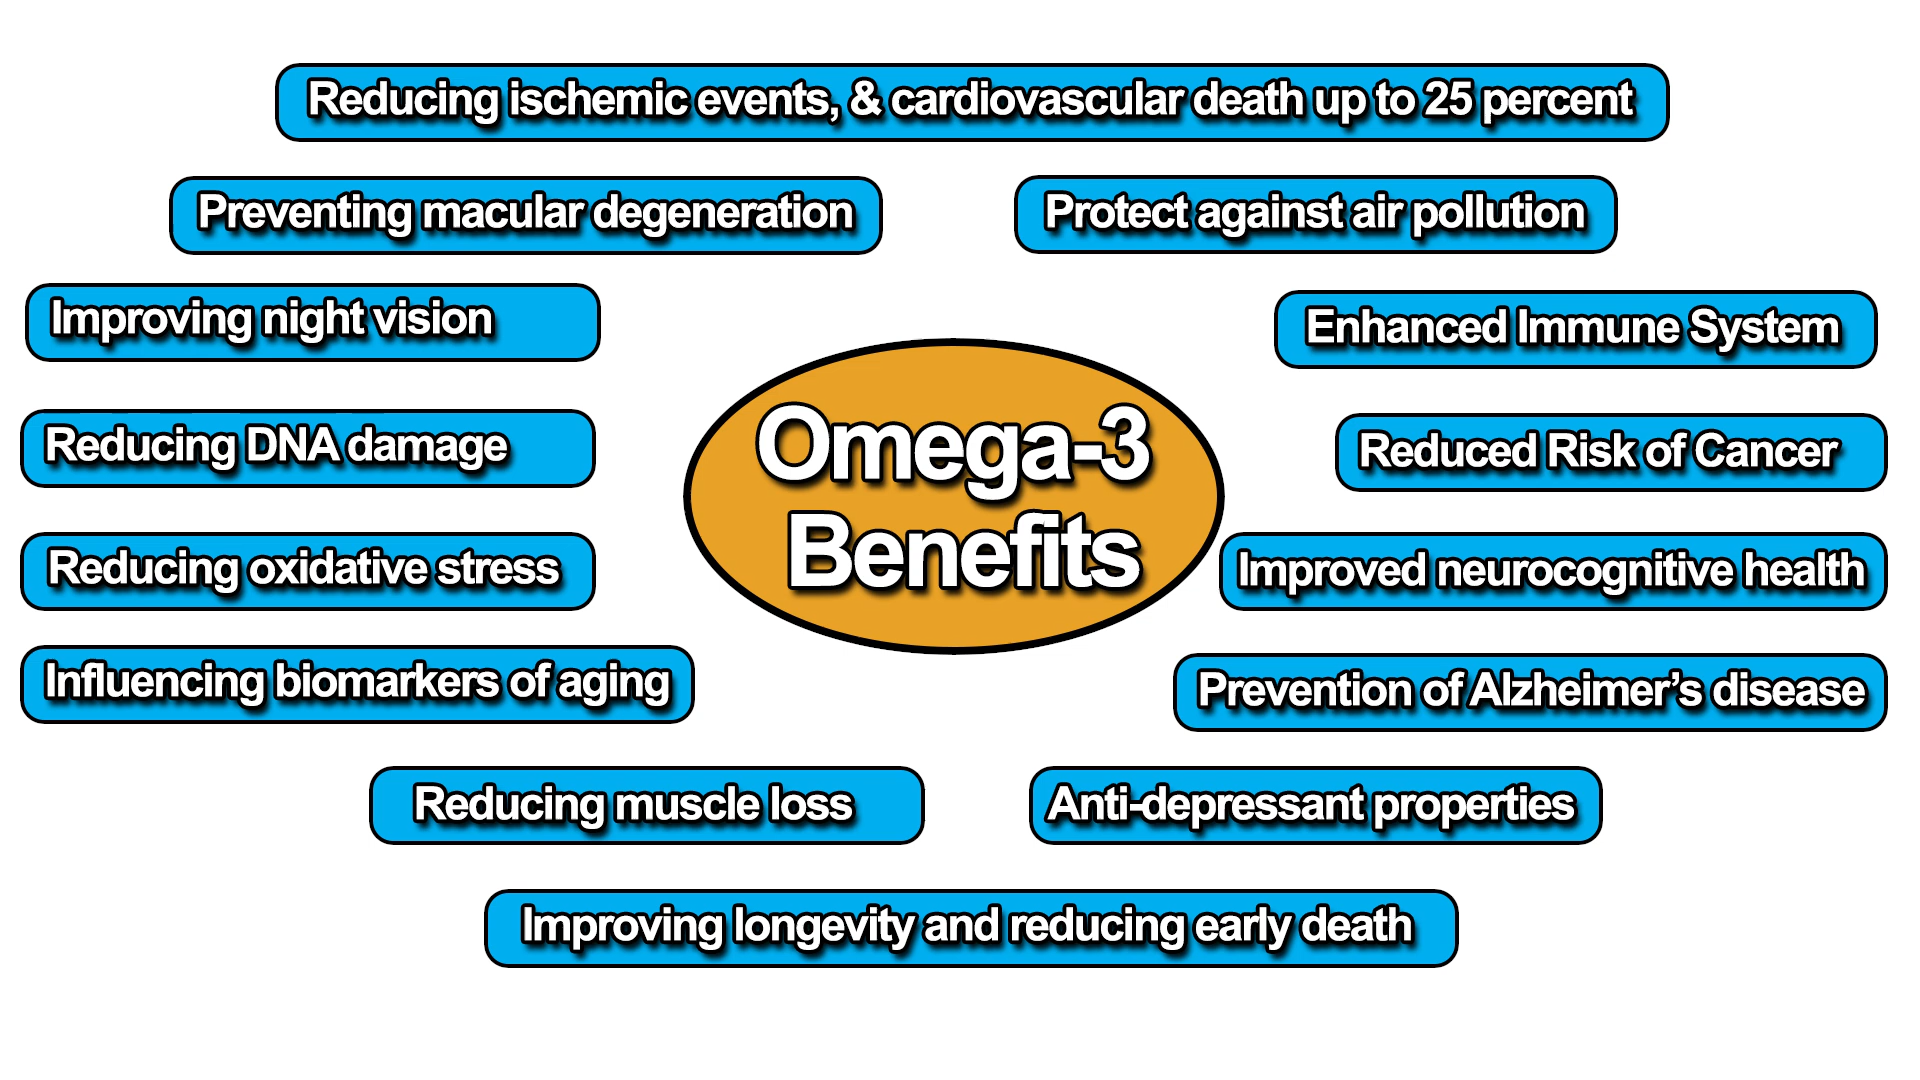 Reducing ischemic events, & cardiovascular death up to 25 percent
Preventing macular degeneration
Protect against air pollution
Improving night vision
Enhanced Immune System
Omega-3
Benefits
Reducing DNA damage
Reduced Risk of Cancer
Reducing oxidative stress
Improved neurocognitive health
Influencing biomarkers of aging
Prevention of Alzheimer’s disease
Reducing muscle loss
Anti-depressant properties
Improving longevity and reducing early death